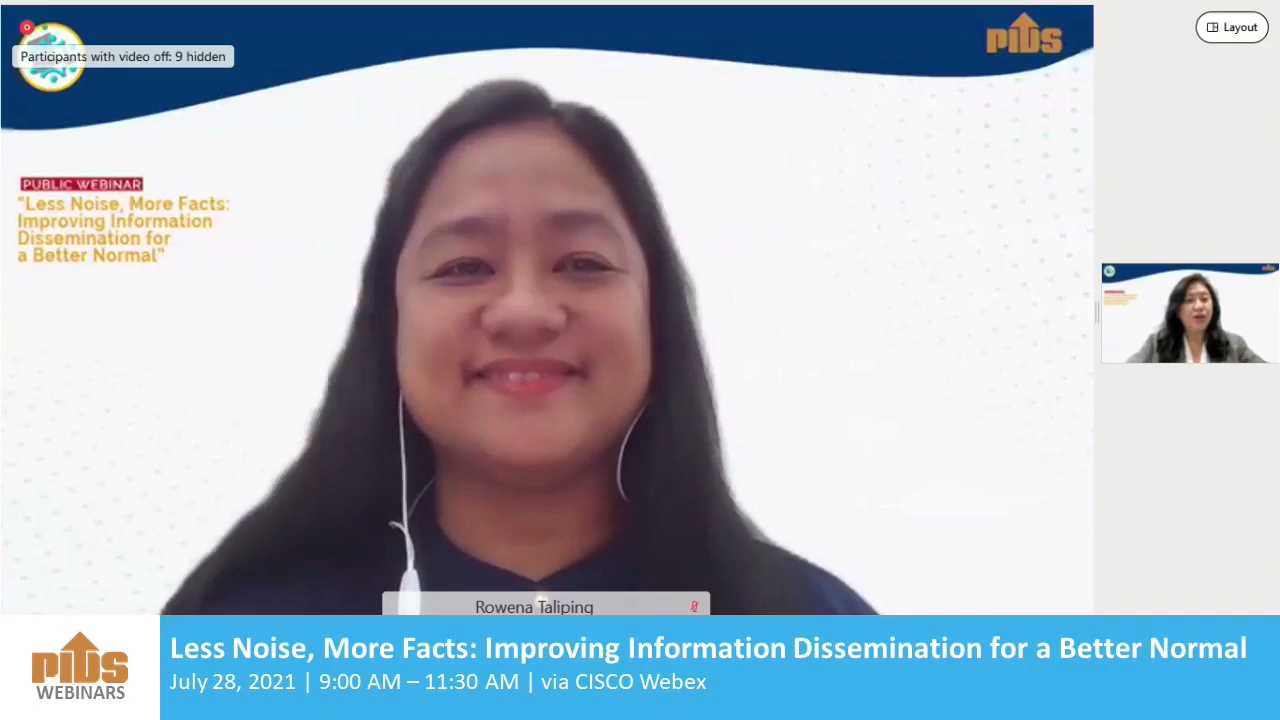 Participants with video off: 9 hidden
PIDS
Layout
PUBLIC WEBINAR
"Less Noise, More Facts:
Improving Information
Dissemination for
a Better Normal"
Rowena Taliping
PIDS
WEBINARS
Less Noise, More Facts: Improving Information Dissemination for a Better Normal
July 28, 2021 | 9:00 AM – 11:30 AM | via CISCO Webex